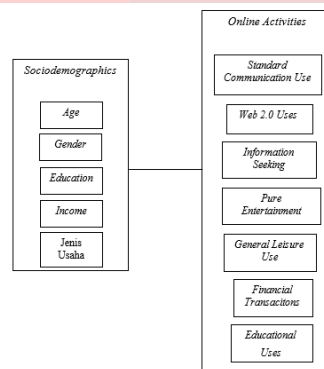 Sociodemographics
Age
Gender
Education
Income
Jenis
Usaha
Online Activities
Standard
Communication Use
Web 2.0 Uses
Information
Seeking
Pure
Entertainment
General Leisure
Use
Financial
Transacitons
Educational
Uses